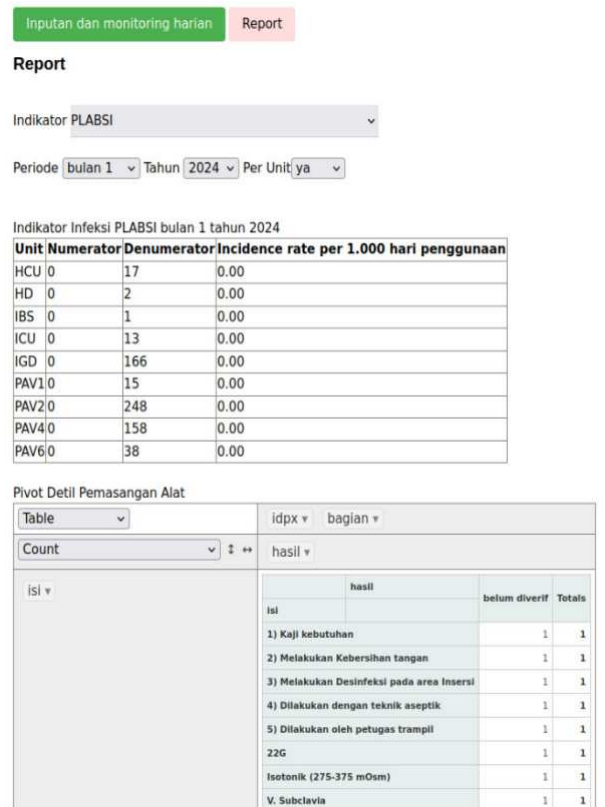 Inputan dan monitoring harian Report
Report
Indikator PLABSI
Periode bulan 1 Tahun 2024 Per Unit ya
Indikator Infeksi PLABSI bulan 1 tahun 2024
Unit Numerator Denumerator Incidence rate per 1.000 hari penggunaan
HCU 0 17 0.00
HD 0 2 0.00
IBS 0 1 0.00
ICU 0 13 0.00
IGD 0 166 0.00
PAV1 0 15 0.00
PAV2 0 248 0.00
PAV4 0 158 0.00
PAV6 0 38 0.00
Pivot Detil Pemasangan Alat
Table idpx bagian
Count hasil
isi
hasil belum diverif Totals
isi
1) Kaji kebutuhan 1 1
2) Melakukan Kebersihan tangan 1 1
3) Melakukan Desinfeksi pada area Insersi 1 1
4) Dilakukan dengan teknik aseptik 1 1
5) Dilakukan oleh petugas trampil 1 1
22G 1 1
Isotonik (275-375 mOsm) 1 1
V. Subclavia 1 1